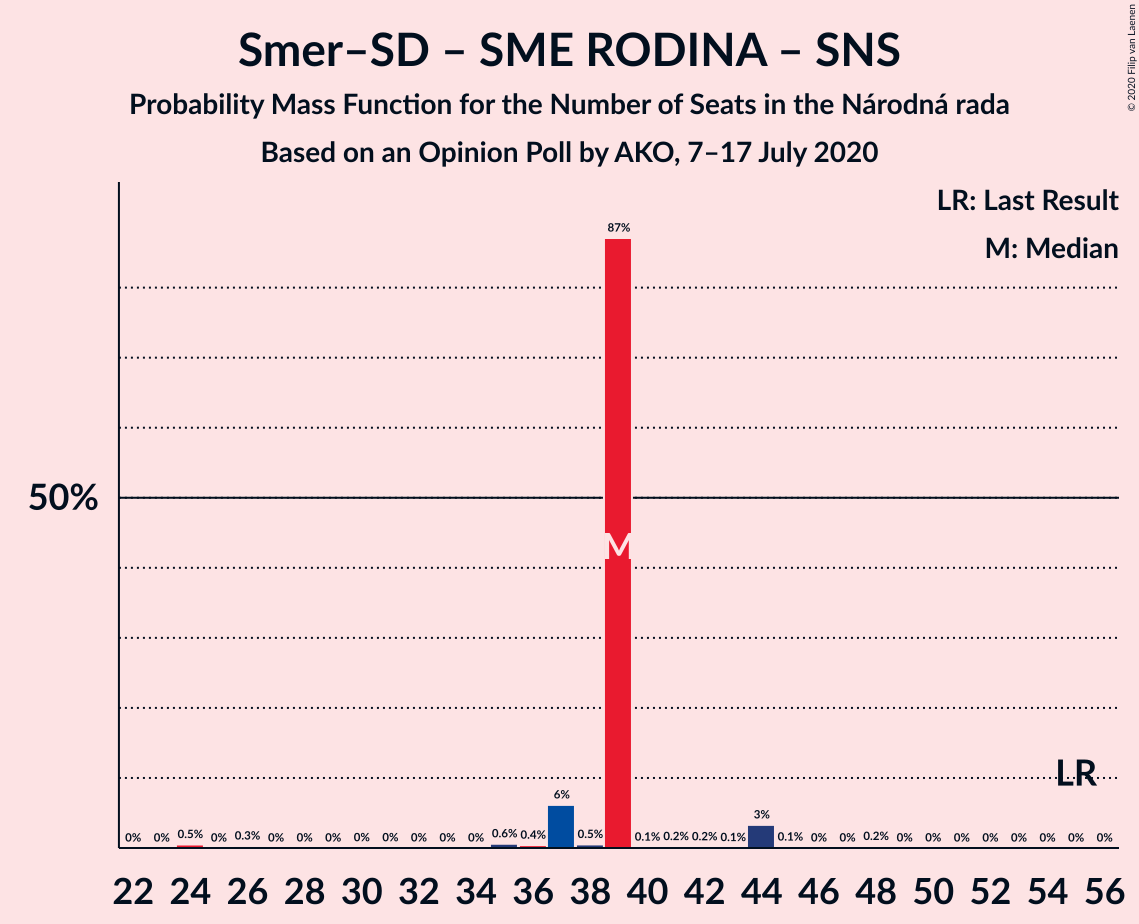 Smer–SD – SME RODINA – SNS
Probability Mass Function for the Number of Seats in the Národná rada
Based on an Opinion Poll by AKO, 7–17 July 2020
© 2020 Filip van Laenen
LR: Last Result
M: Median
87%
50%
M
LR
6%
3%
0% 0% 0.5% 0% 0.3% 0% 0% 0% 0% 0% 0% 0% 0% 0.6% 0.4% 0.5% 0.1% 0.2% 0.2% 0.1% 0.1% 0% 0% 0.2% 0% 0% 0% 0% 0% 0% 0% 0%
22 24 26 28 30 32 34 36 38 40 42 44 46 48 50 52 54 56